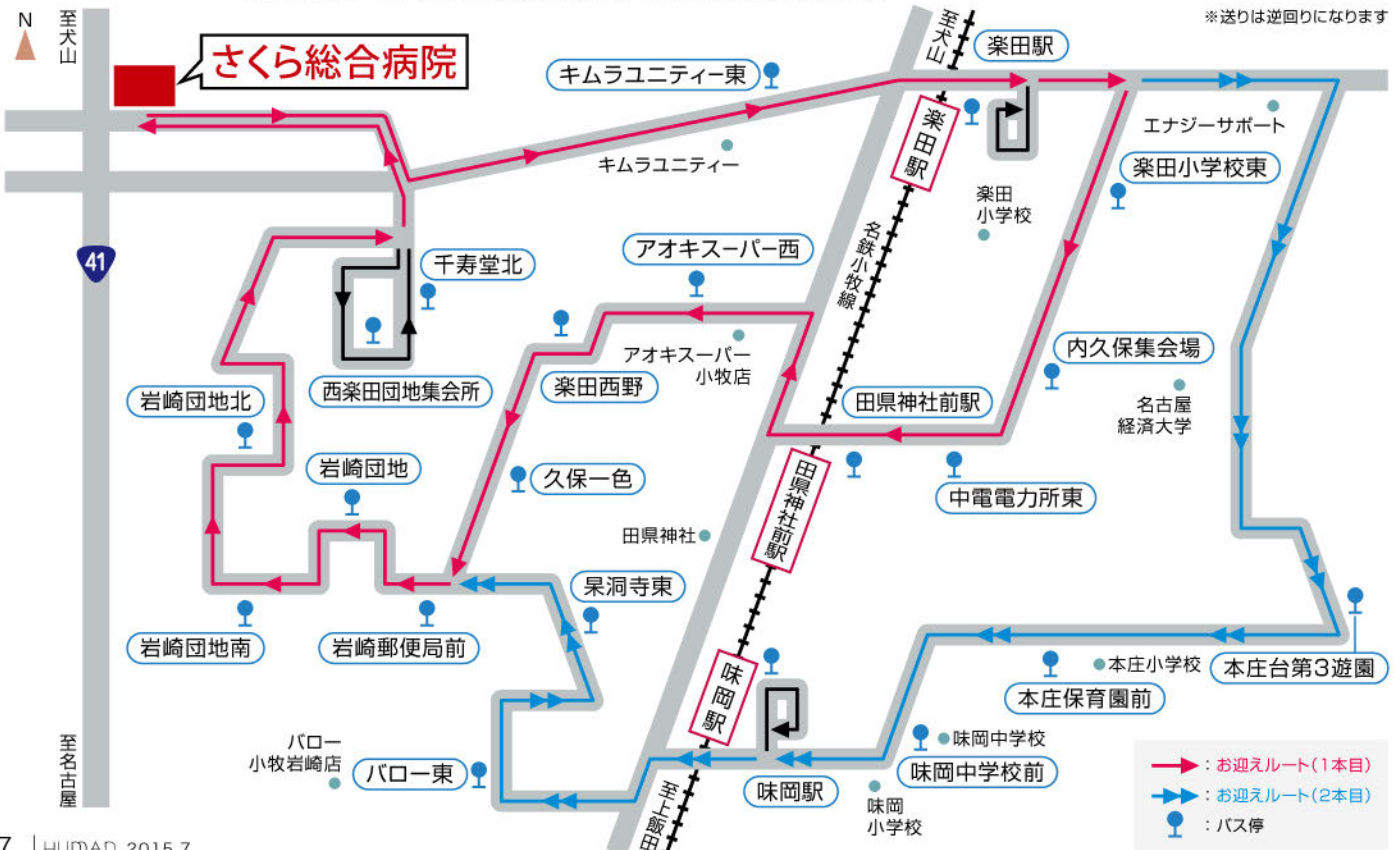 ※送りは逆回りになります
N
至犬山
さくら総合病院
至犬山
楽田駅
キムラユニティー東
キムラユニティー
楽田駅
エナジーサポート
楽田小学校東
楽田
小学校
名鉄小牧線
41
千寿堂北
アオキスーパー西
アオキスーパー
小牧店
楽田西野
西楽田団地集会所
内久保集会場
名古屋
経済大学
岩崎団地北
田県神社前駅
岩崎団地
久保一色
中電電力所東
田県神社
田県神社前駅
杲洞寺東
岩崎団地南
岩崎郵便局前
味岡駅
本庄小学校
本庄台第3遊園
本庄保育園前
至名古屋
バロー
小牧岩崎店
バロー東
味岡中学校
味岡中学校前
味岡駅
味岡
小学校
至上飯田
：お迎えルート(1本目)
：お迎えルート(2本目)
：バス停
7 | HUMAD 2015.7